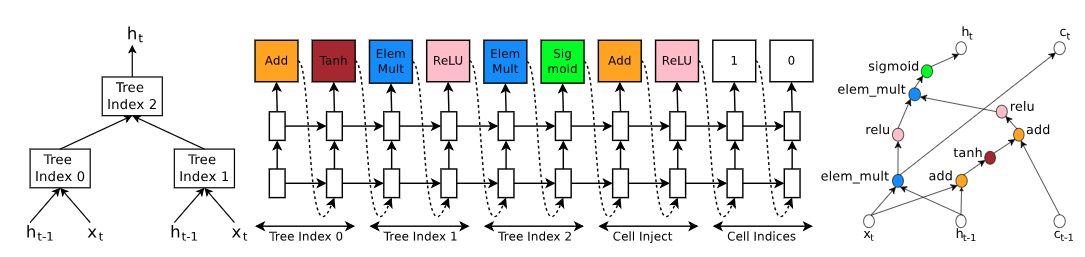 h_t
Tree
Index 2
Tree
Index 0
Tree
Index 1
h_{t-1}
x_t
h_{t-1}
x_t
Add
Tanh
Elem
Mult
ReLU
Elem
Mult
Sig
moid
Add
ReLU
1
0
Tree Index 0
Tree Index 1
Tree Index 2
Cell Inject
Cell Indices
h_t
c_t
sigmoid
elem_mult
relu
relu
add
tanh
elem_mult
add
x_t
h_{t-1}
c_{t-1}